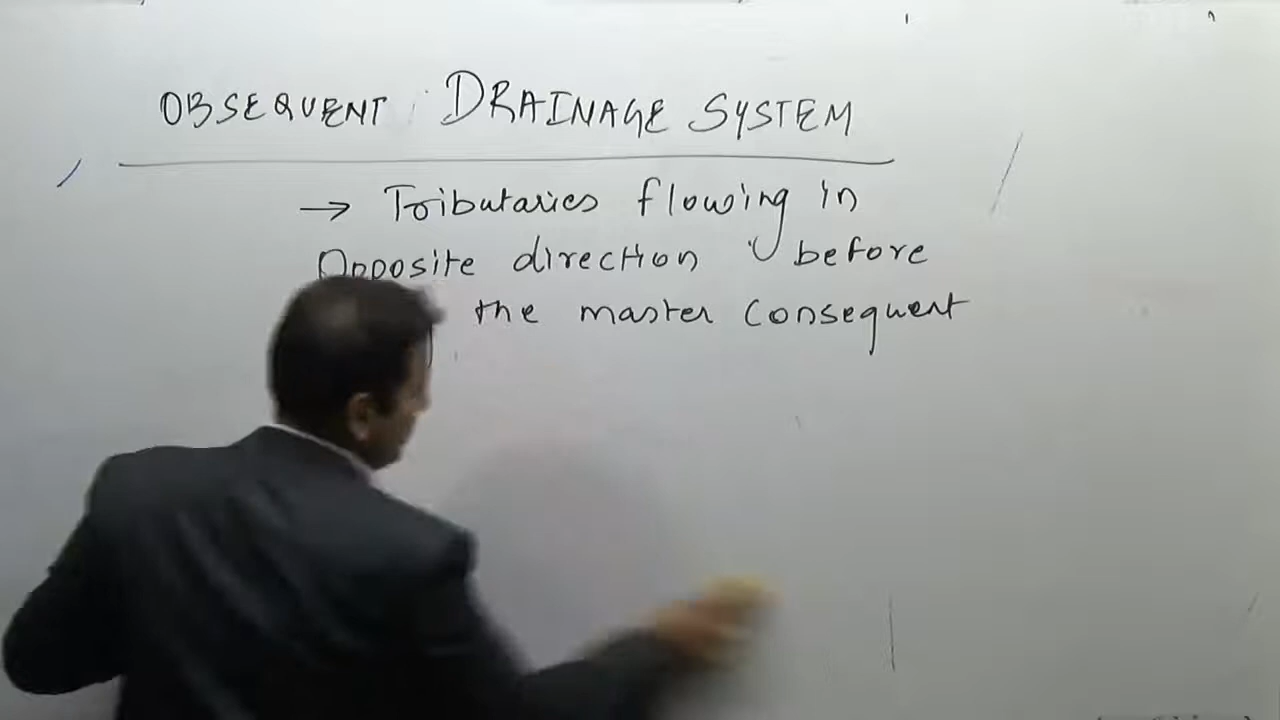 OBSEQUENT DRAINAGE SYSTEM
→ Tributaries flowing in
Opposite direction before
the master consequent